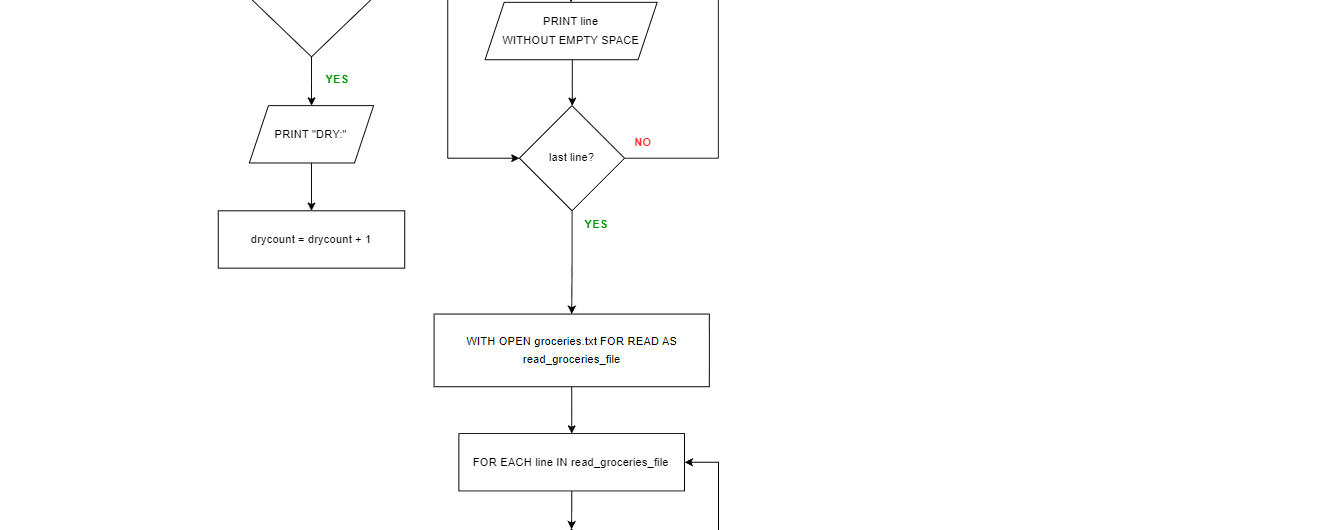 PRINT line
WITHOUT EMPTY SPACE
YES
PRINT "DRY:"
NO
last line?
YES
drycount = drycount + 1
WITH OPEN groceries.txt FOR READ AS
read_groceries_file
FOR EACH line IN read_groceries_file